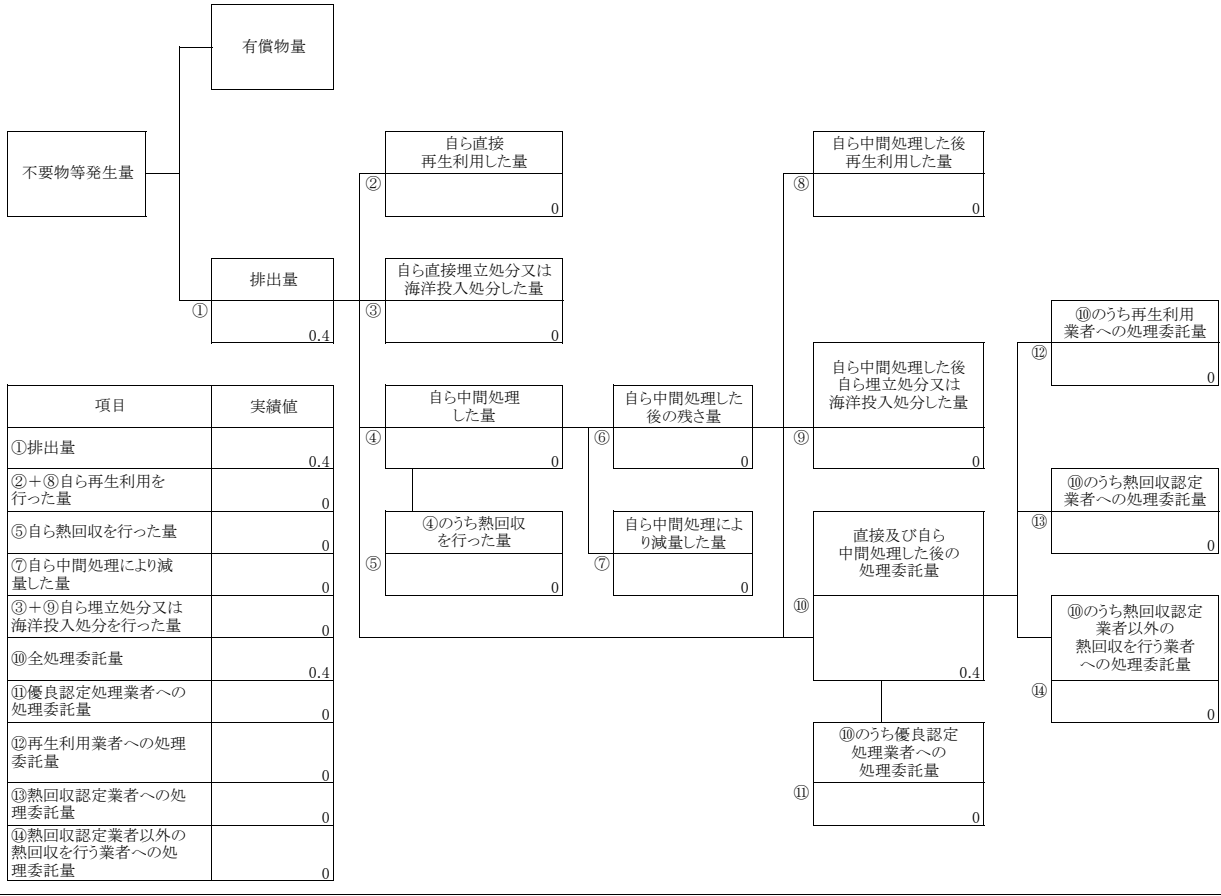 有償物量
不要物等発生量
自ら直接
再生利用した量
②
0
自ら中間処理した後
再生利用した量
⑧
0
排出量
①
0.4
自ら直接埋立処分又は
海洋投入処分した量
③
0
⑩のうち再生利用
業者への処理委託量
⑫
0
自ら中間処理した後
自ら埋立処分又は
海洋投入処分した量
⑨
0
自ら中間処理
した量
④
0
自ら中間処理した
後の残さ量
⑥
0
⑩のうち熱回収認定
業者への処理委託量
⑬
0
④のうち熱回収
を行った量
⑤
0
自ら中間処理によ
り減量した量
⑦
0
直接及び自ら
中間処理した後の
処理委託量
⑩
0.4
⑩のうち熱回収認定
業者以外の
熱回収を行う業者
への処理委託量
⑭
0
⑩のうち優良認定
処理業者への
処理委託量
⑪
0
項目 実績値
①排出量
0.4
②＋⑧自ら再生利用を
行った量
0
⑤自ら熱回収を行った量
0
⑦自ら中間処理により減
量した量
0
③＋⑨自ら埋立処分又は
海洋投入処分を行った量
0
⑩全処理委託量
0.4
⑪優良認定処理業者への
処理委託量
0
⑫再生利用業者への処理
委託量
0
⑬熱回収認定業者への処
理委託量
0
⑭熱回収認定業者以外の
熱回収を行う業者への処
理委託量
0